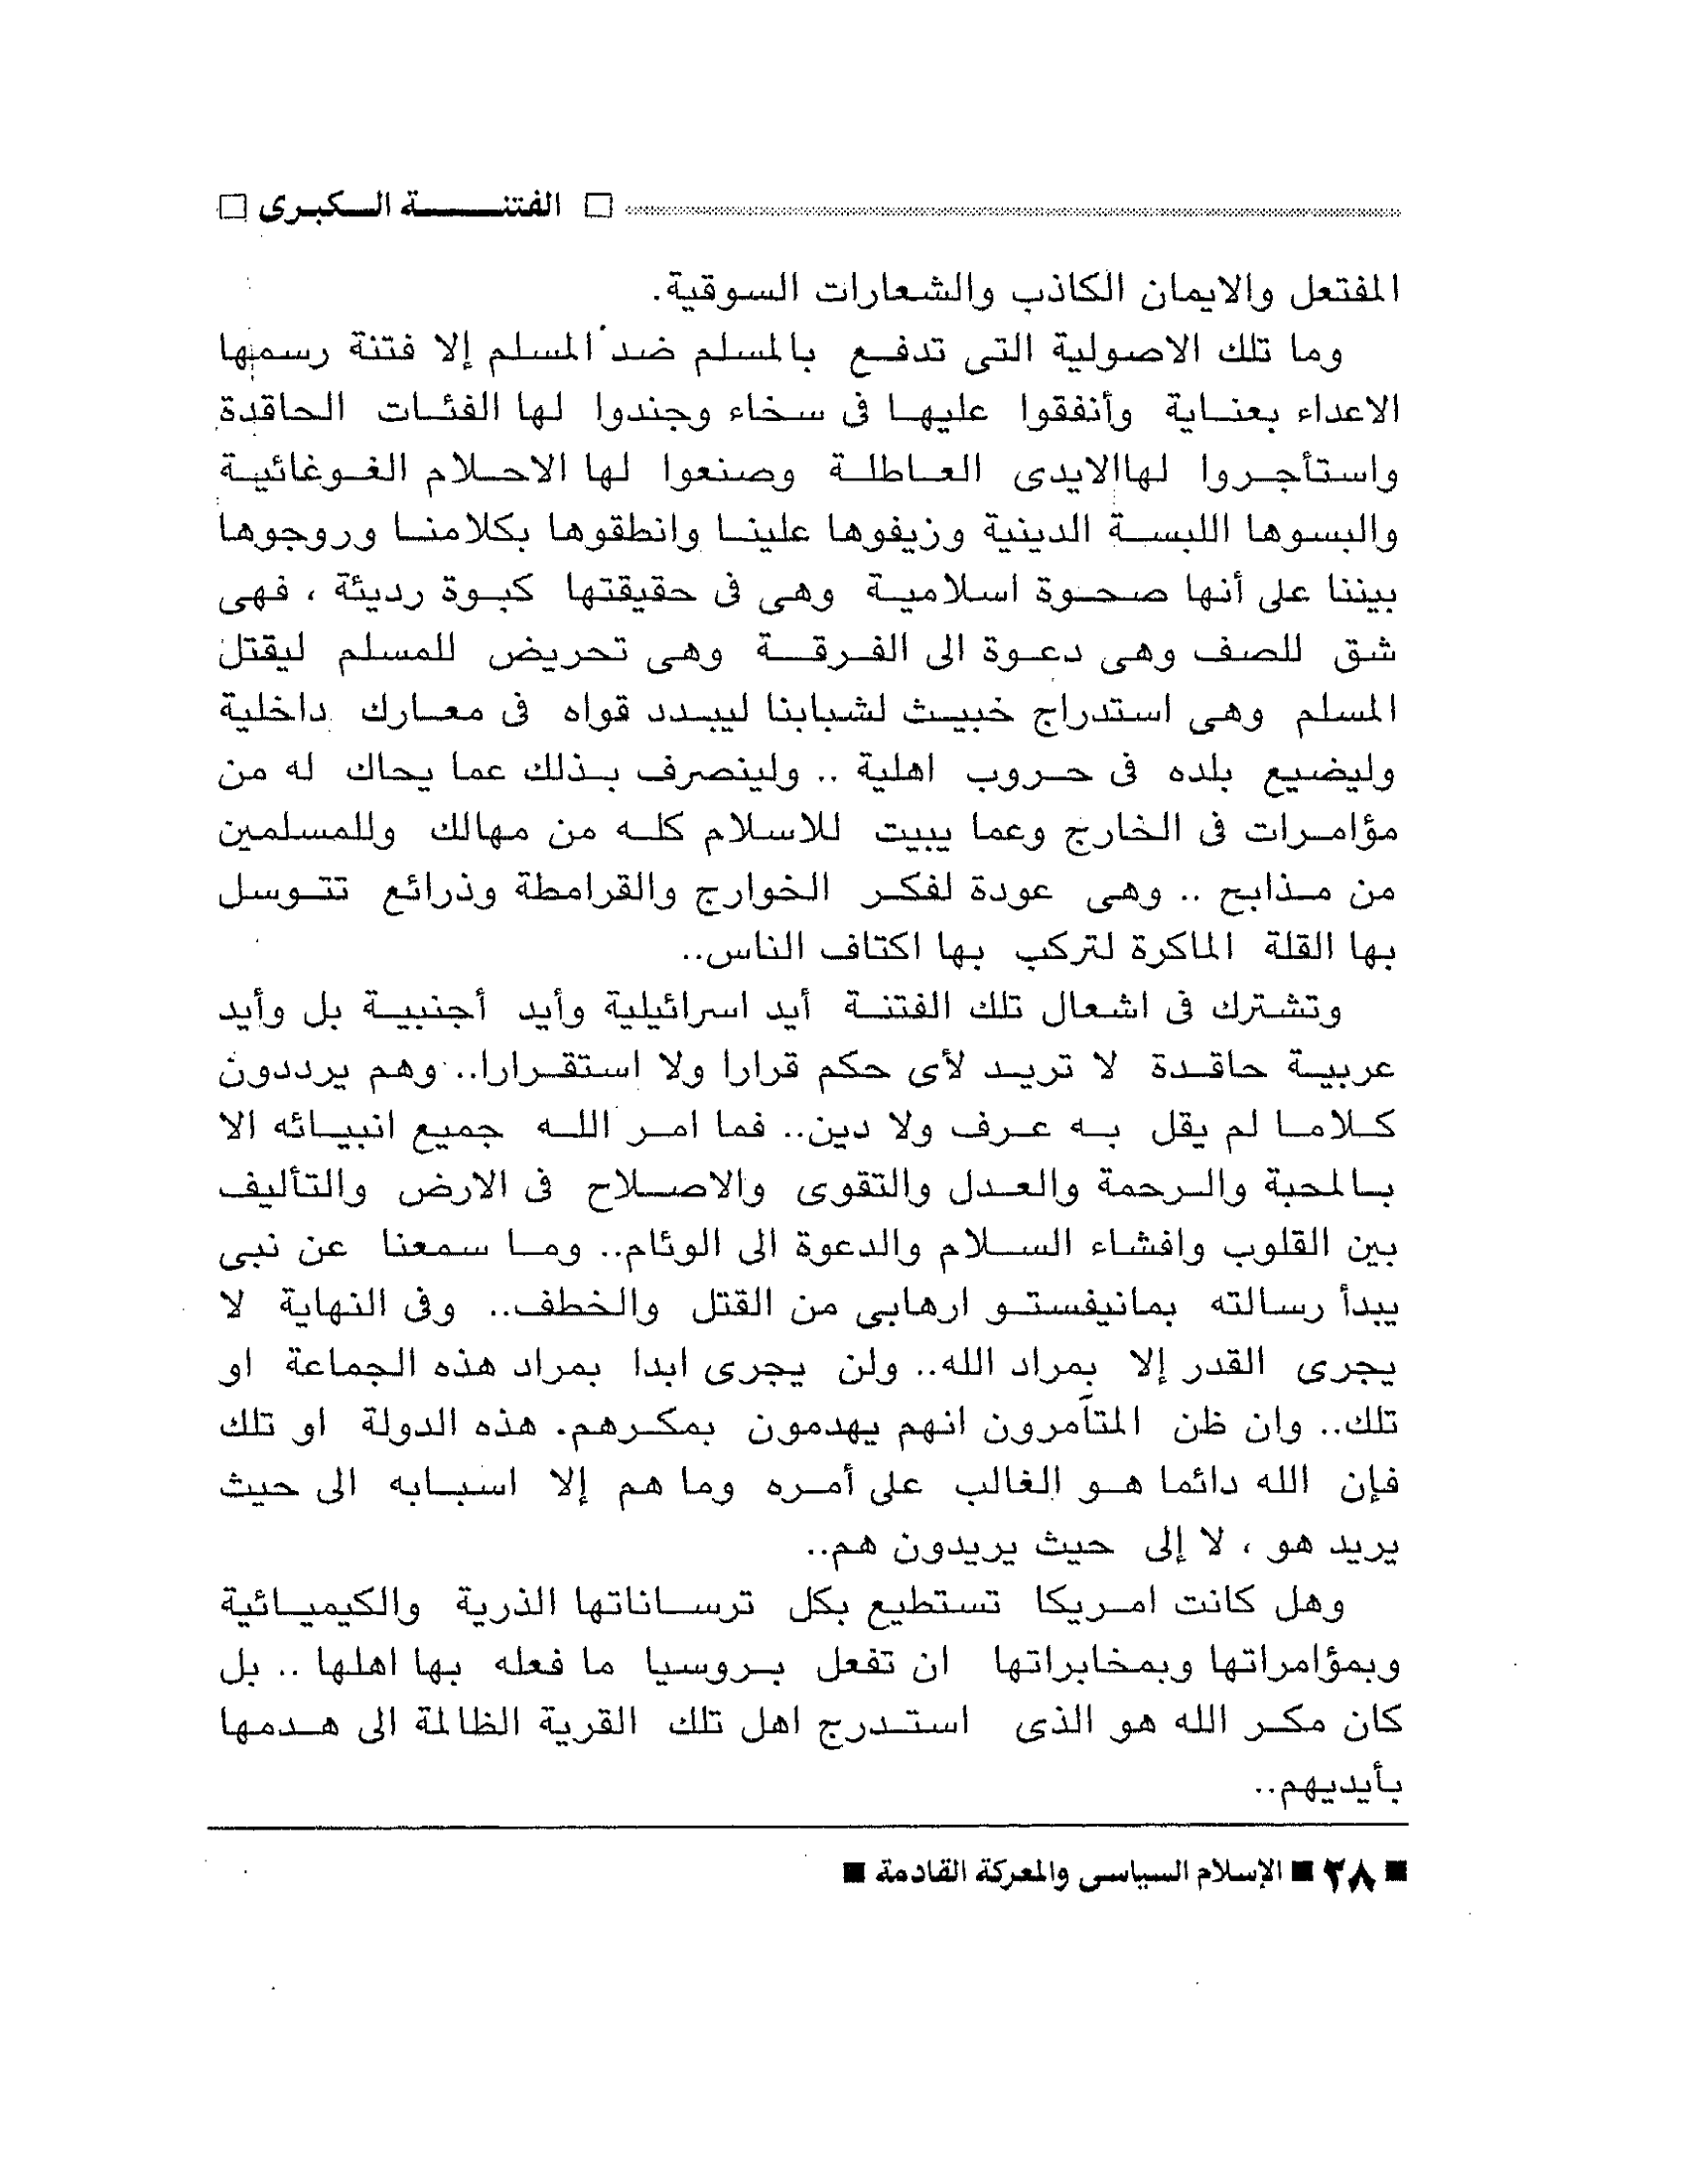 □ الفتنة الكبرى □
المفتعل والايمان الكاذب والشعارات السوقية.
وما تلك الاصولية التى تدفع بالمسلم ضد المسلم إلا فتنة رسمها
الاعداء بعناية وأنفقوا عليها فى سخاء وجندوا لها الفئات الحاقدة
واستأجروا لهاالايدى العاطلة وصنعوا لها الاحلام الغوغائية
والبسوها اللبسة الدينية وزيفوها علينا وانطقوها بكلامنا وروجوها
بيننا على أنها صحوة اسلامية وهى فى حقيقتها كبوة رديئة ، فهى
شق للصف وهى دعوة الى الفرقة وهى تحريض للمسلم ليقتل
المسلم وهى استدراج خبيث لشبابنا ليبدد قواه فى معارك داخلية
وليضيع بلده فى حروب اهلية .. ولينصرف بذلك عما يحاك له من
مؤامرات فى الخارج وعما يبيت للاسلام كله من مهالك وللمسلمين
من مذابح .. وهى عودة لفكر الخوارج والقرامطة وذرائع تتوسل
بها القلة الماكرة لتركب بها اكتاف الناس..
وتشترك فى اشعال تلك الفتنة أيد اسرائيلية وأيد أجنبية بل وأيد
عربية حاقدة لا تريد لأى حكم قرارا ولا استقرارا.. وهم يرددون
كلاما لم يقل به عرف ولا دين.. فما امر الله جميع انبيائه الا
بالمحبة والرحمة والعدل والتقوى والاصلاح فى الارض والتأليف
بين القلوب وافشاء السلام والدعوة الى الوئام.. وما سمعنا عن نبى
يبدأ رسالته بمانيفستو ارهابى من القتل والخطف.. وفى النهاية لا
يجرى القدر إلا بمراد الله.. ولن يجرى ابدا بمراد هذه الجماعة او
تلك.. وان ظن المتآمرون انهم يهدمون بمكرهم. هذه الدولة او تلك
فإن الله دائما هو الغالب على أمره وما هم إلا اسبابه الى حيث
يريد هو ، لا إلى حيث يريدون هم..
وهل كانت امريكا تستطيع بكل ترساناتها الذرية والكيميائية
وبمؤامراتها وبمخابراتها ان تفعل بروسيا ما فعله بها اهلها .. بل
كان مكر الله هو الذى استدرج اهل تلك القرية الظالمة الى هدمها
بأيديهم..
■ ٣٨ ■ الإسلام السياسى والمعركة القادمة ■